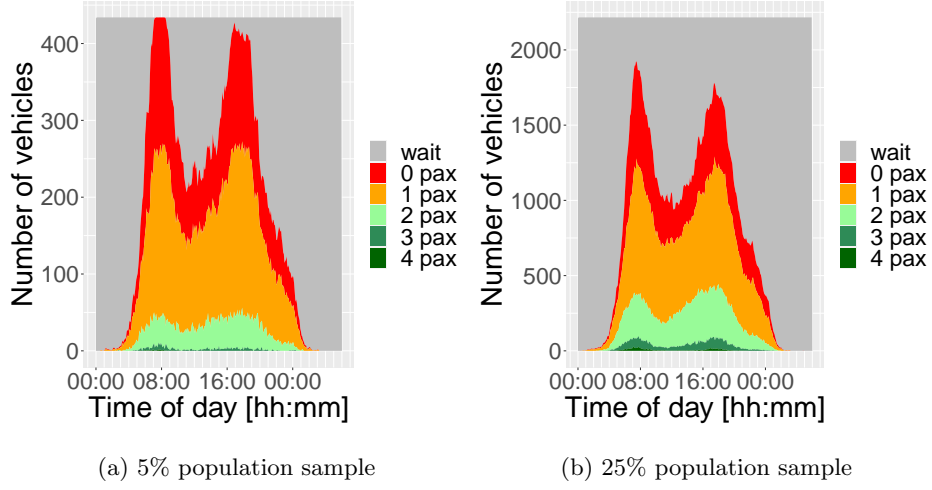 Number of vehicles
400
300
200
100
0
00:00 08:00 16:00 00:00
Time of day [hh:mm]
wait
0 pax
1 pax
2 pax
3 pax
4 pax
(a) 5% population sample
Number of vehicles
2000
1500
1000
500
0
00:00 08:00 16:00 00:00
Time of day [hh:mm]
wait
0 pax
1 pax
2 pax
3 pax
4 pax
(b) 25% population sample